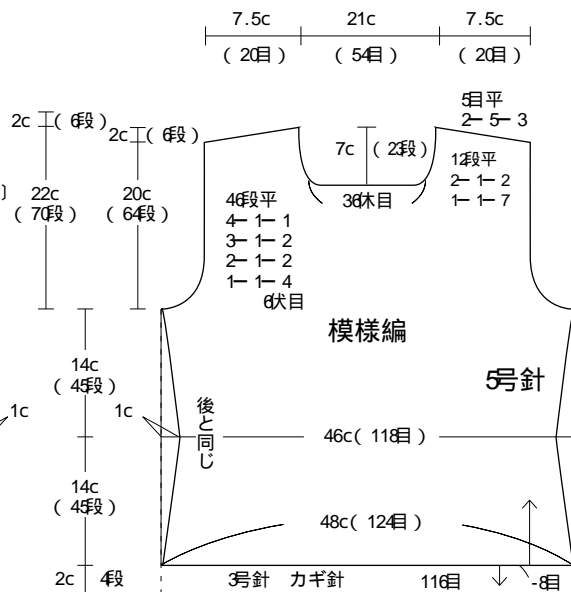 7.5c 21c 7.5c
(20目) (54目) (20目)
5目平
2-5-3
2c (6段)
2c (6段)
7c (23段)
12段平
2-1-2
1-1-7
22c
(70段)
20c
(64段)
46段平
4-1-1
3-1-2
2-1-2
1-1-4
6伏目
36休目
模様編
5号針
14c
(45段)
1c
1c
後と同じ
46c(118目)
14c
(45段)
48c(124目)
2c 4段
3号針 カギ針
116目
-8目